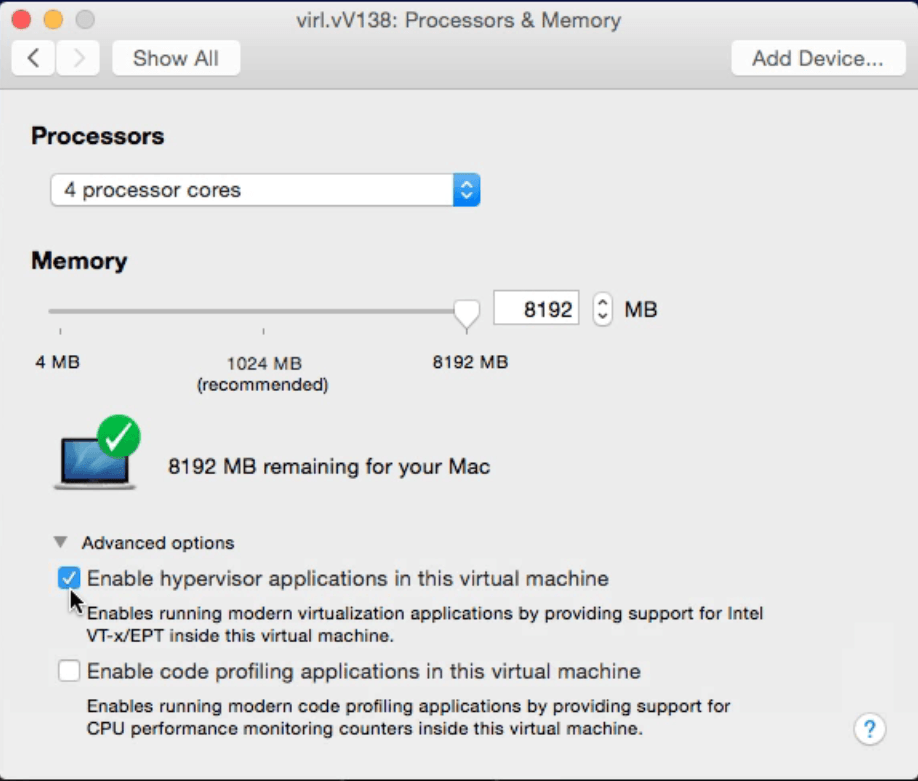 virl.vV138: Processors & Memory
Show All
Add Device...
Processors
4 processor cores
Memory
8192 MB
4 MB
1024 MB
(recommended)
8192 MB
8192 MB remaining for your Mac
Advanced options
Enable hypervisor applications in this virtual machine
Enables running modern virtualization applications by providing support for Intel
VT-x/EPT inside this virtual machine.
Enable code profiling applications in this virtual machine
Enables running modern code profiling applications by providing support for
CPU performance monitoring counters inside this virtual machine.
?